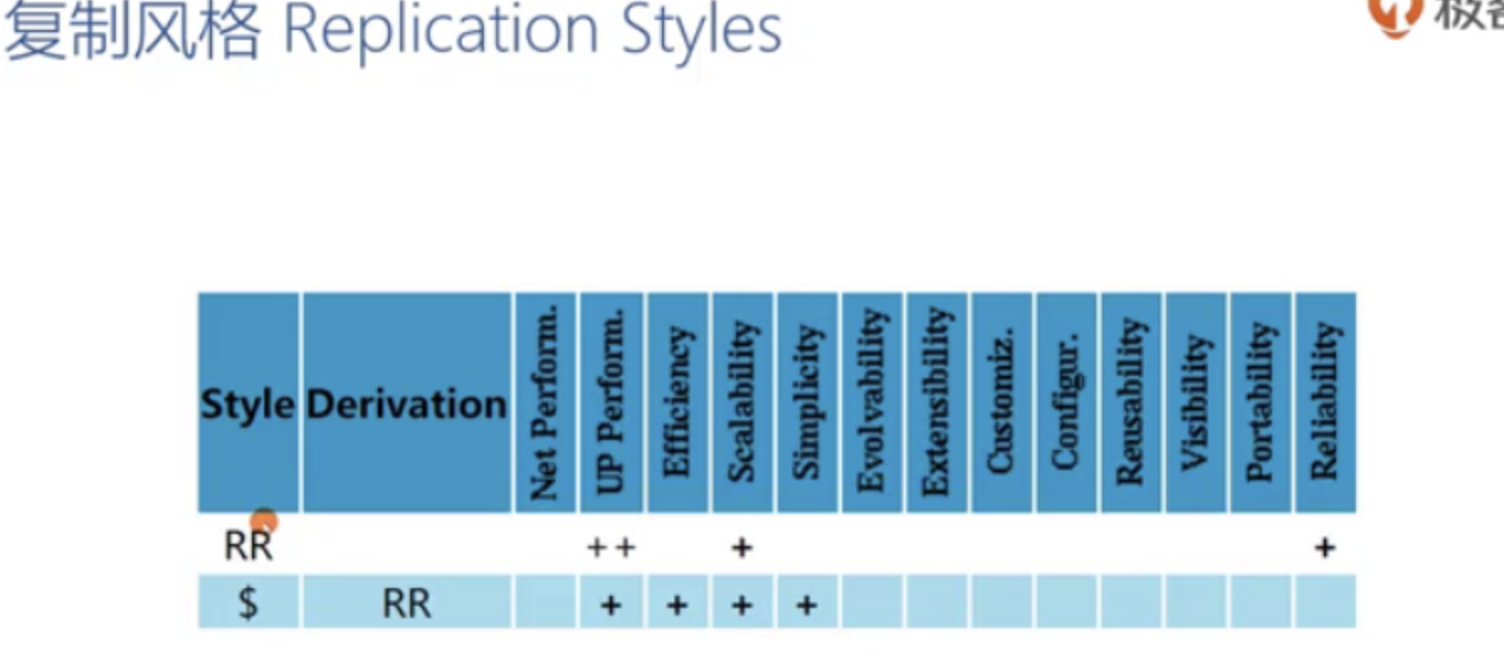 复制风格 Replication Styles
极客
Style Derivation Net Perform. UP Perform. Efficiency Scalability Simplicity Evolvability Extensibility Customiz. Configur. Reusability Visibility Portability Reliability
RR ++ + +
$ RR + + + +